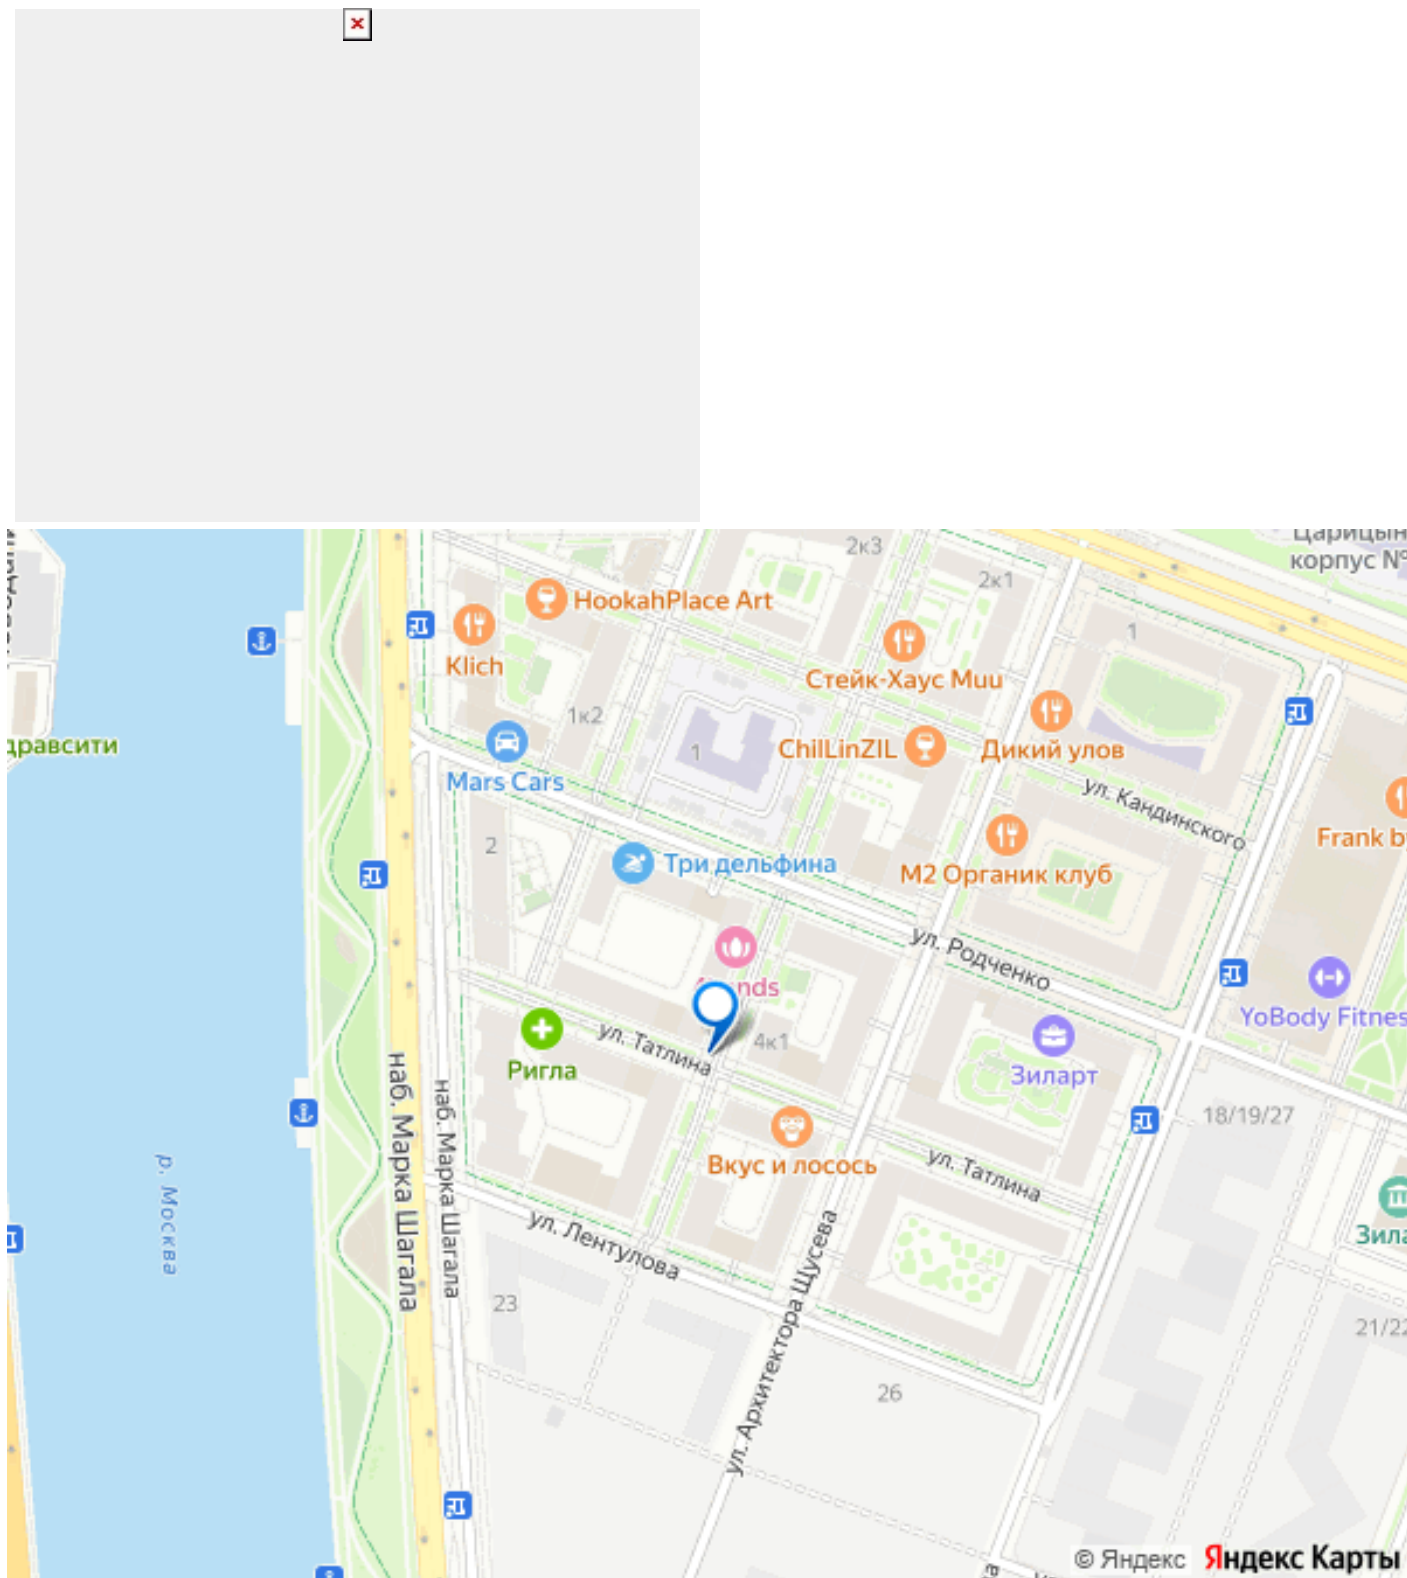 Царицын
корпус №
2к3
2к1
HookahPlace Art
1
Klich
Стейк-Хаус Muu
1к2
дравсити
1
ChilLinZIL
Дикий улов
Mars Cars
ул. Кандинского
2
Три дельфина
М2 Органик клуб
Frank by
ул. Родченко
nds
YoBody Fitnes
ул. Татлина
4к1
Ригла
Зиларт
наб. Марка Шагала
наб. Марка Шагала
18/19/27
р. Москва
Вкус и лосось
ул. Татлина
ул. Лентулова
Зила
ул. Архитектора Щусева
23
21/22
26
© Яндекс Яндекс Карты